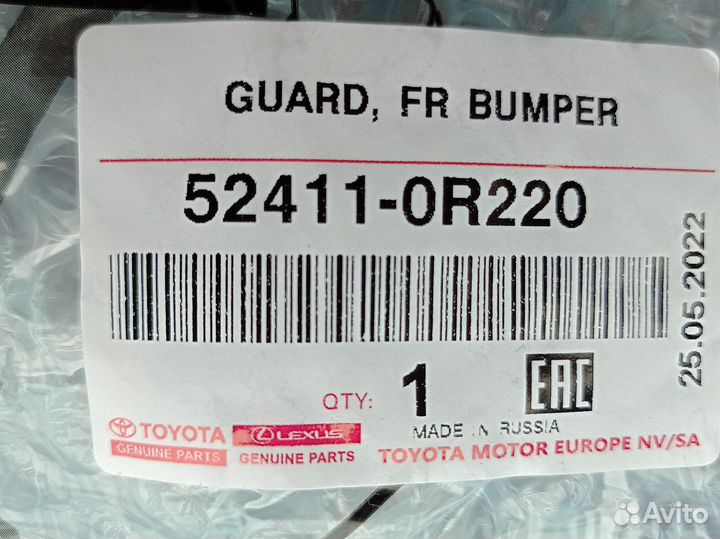 GUARD, FR BUMPER
52411-0R220
25.05.2022
QTY: 1
EAC
MADE IN RUSSIA
TOYOTA
GENUINE PARTS
LEXUS
GENUINE PARTS
TOYOTA MOTOR EUROPE NV/SA
Avito